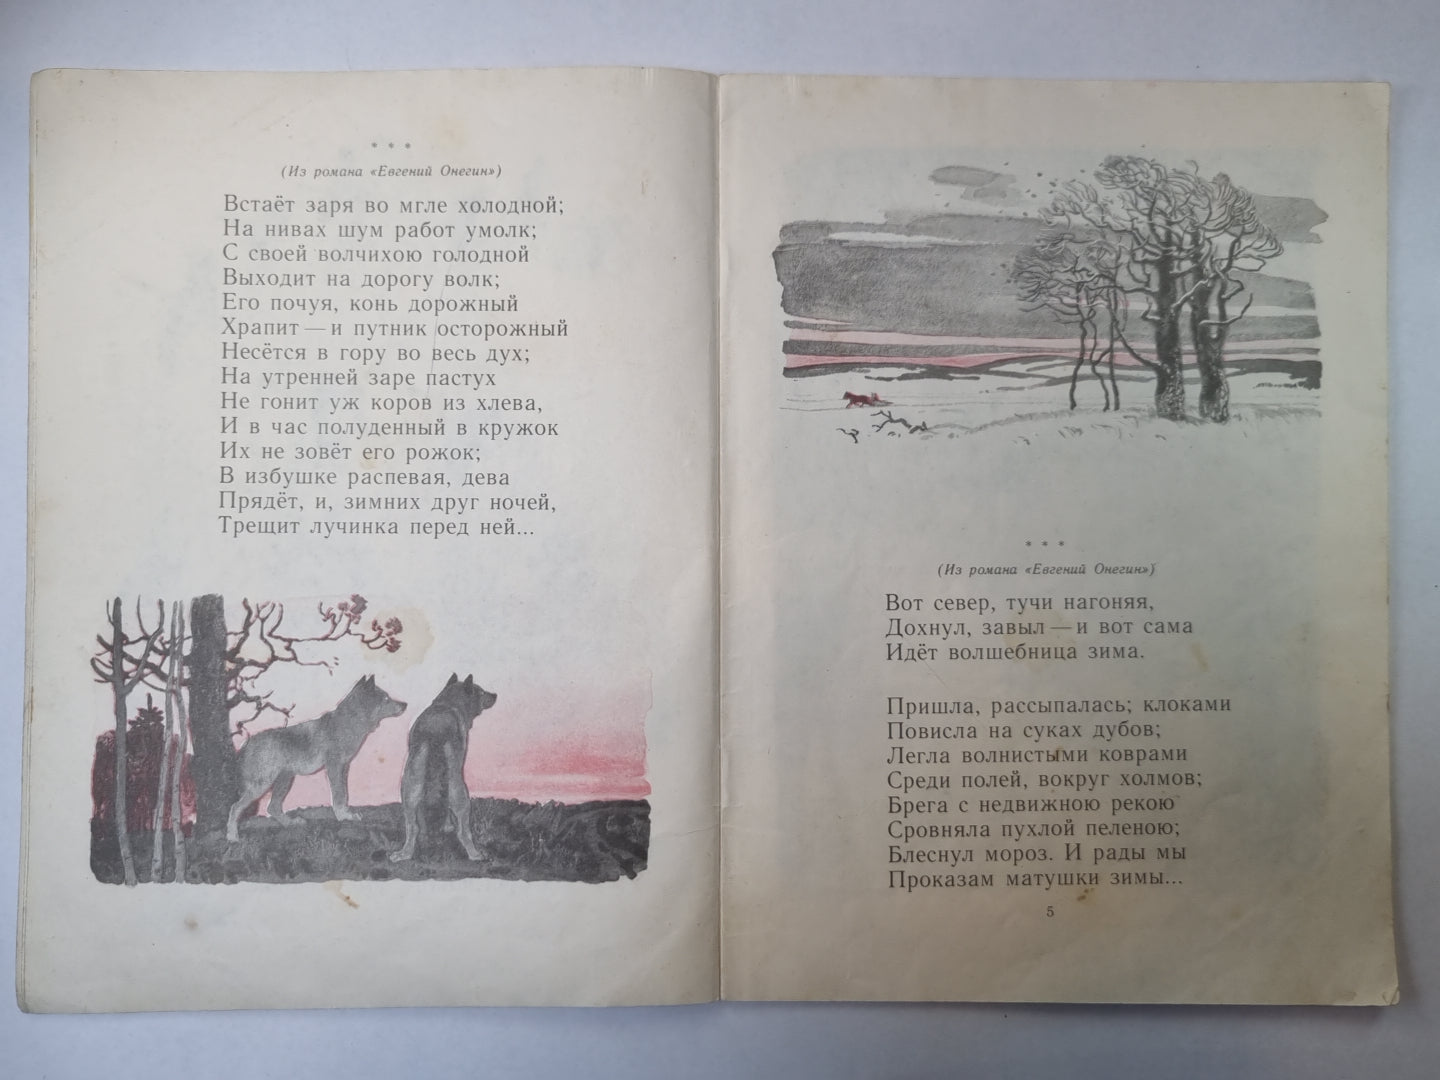 * * *
(Из романа «Евгений Онегин»)
Встаёт заря во мгле холодной;
На нивах шум работ умолк;
С своей волчихою голодной
Выходит на дорогу волк;
Его почуя, конь дорожный
Храпит — и путник осторожный
Несётся в гору во весь дух;
На утренней заре пастух
Не гонит уж коров из хлева,
И в час полуденный в кружок
Их не зовёт его рожок;
В избушке распевая, дева
Прядёт, и, зимних друг ночей,
Трещит лучинка перед ней...
* * *
(Из романа «Евгений Онегин»)
Вот север, тучи нагоняя,
Дохнул, завыл — и вот сама
Идёт волшебница зима.
Пришла, рассыпалась; клоками
Повисла на суках дубов;
Легла волнистыми коврами
Среди полей, вокруг холмов;
Брега с недвижною рекою
Сровняла пухлой пеленою;
Блеснул мороз. И рады мы
Проказам матушки зимы...
5